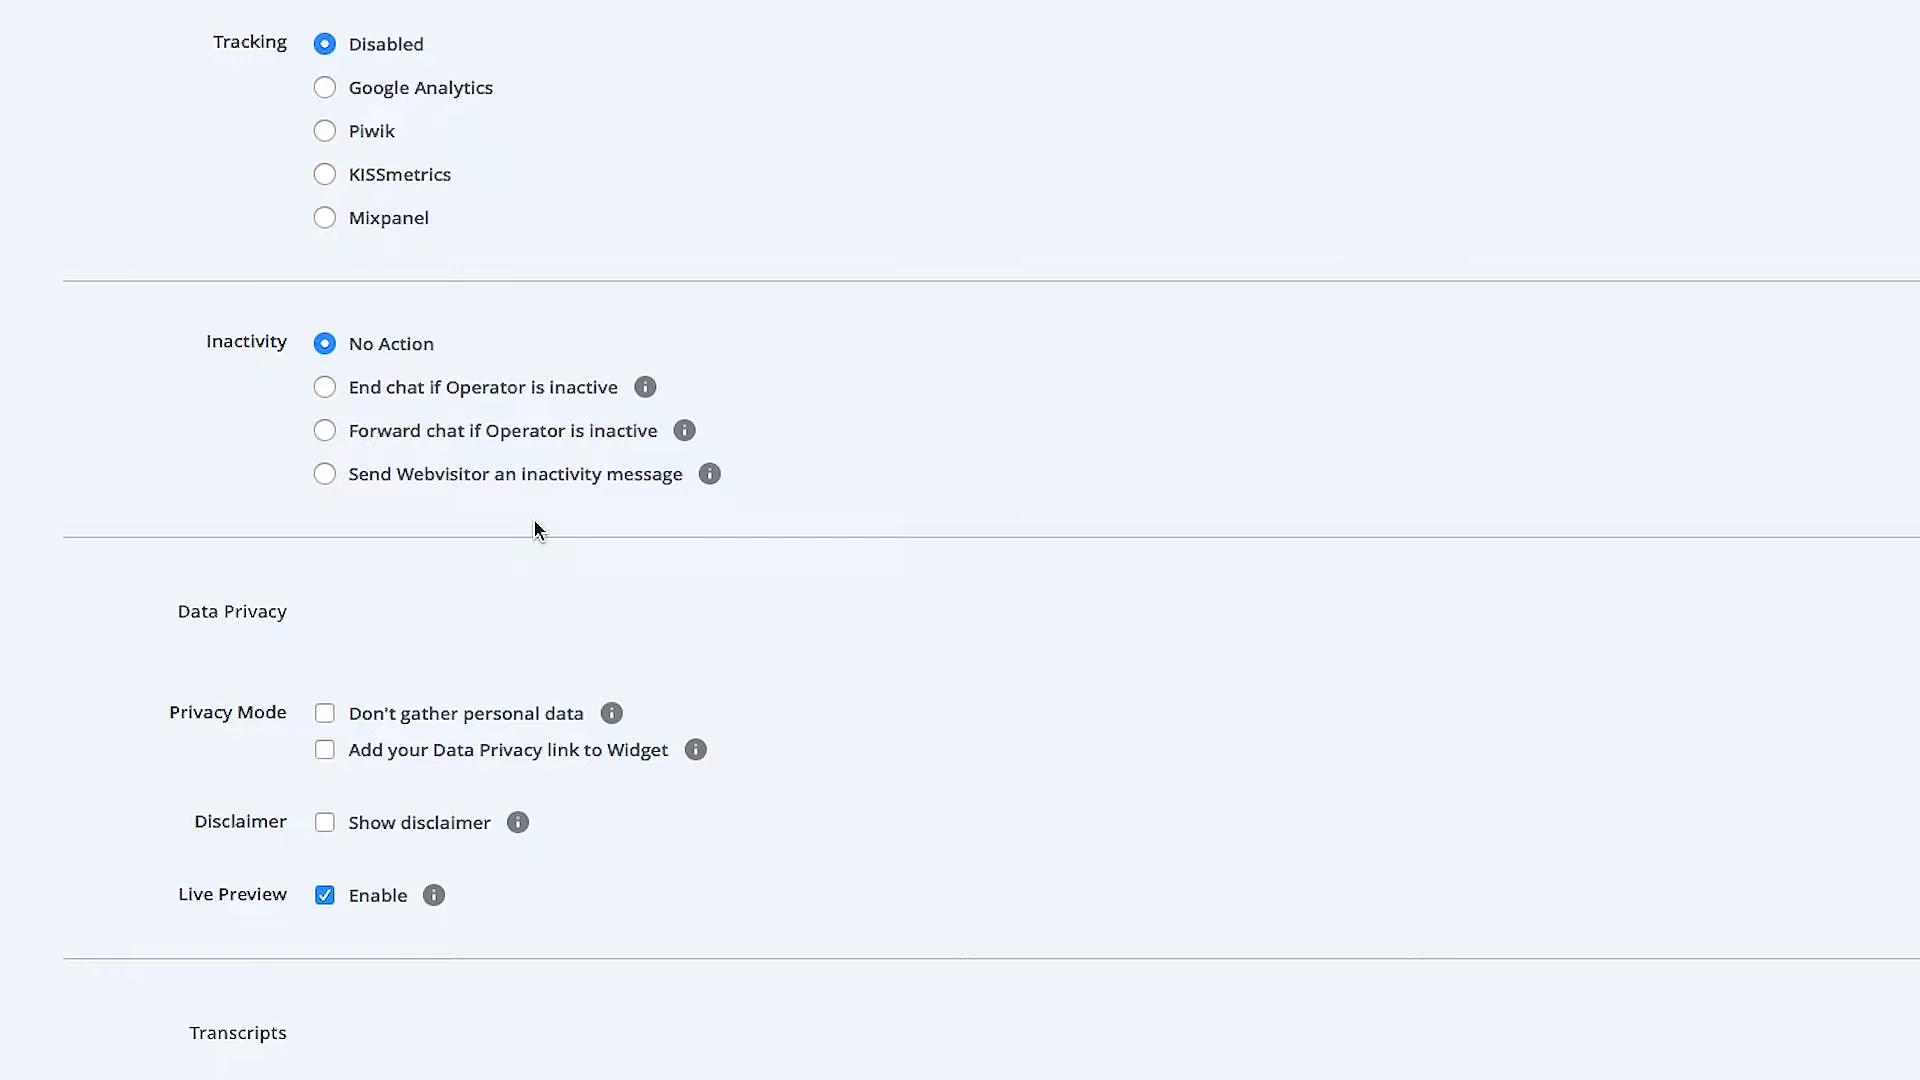 Tracking Disabled
Google Analytics
Piwik
KISSmetrics
Mixpanel
Inactivity No Action
End chat if Operator is inactive
Forward chat if Operator is inactive
Send Webvisitor an inactivity message
Data Privacy
Privacy Mode Don't gather personal data
Add your Data Privacy link to Widget
Disclaimer Show disclaimer
Live Preview Enable
Transcripts